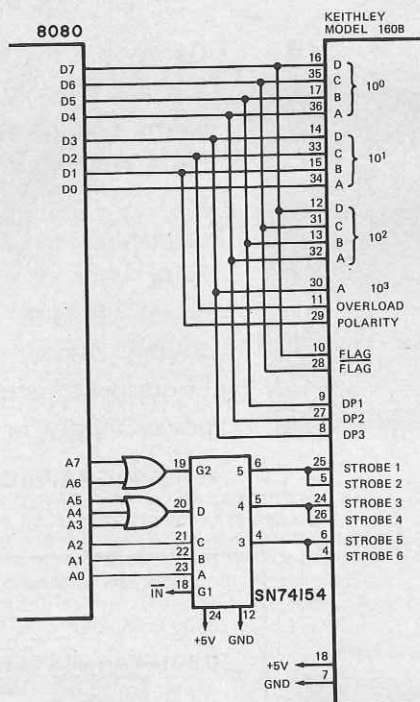 KEITHLEY
MODEL 160B
8080
D7
D6
D5
D4
D3
D2
D1
D0
16
35
17
36
14
33
15
34
12
31
13
32
30
11
29
10
28
9
27
8
D
C
B
A
10⁰
D
C
B
A
10¹
D
C
B
A
10²
A 10³
OVERLOAD
POLARITY
FLAG
FLAG
DP1
DP2
DP3
A7
A6
A5
A4
A3
A2
A1
A0
19
20
21
22
23
18
IN
G2
D
C
B
A
G1
5
4
3
6
5
4
SN74154
24
12
+5V
GND
25
5
24
26
6
4
STROBE 1
STROBE 2
STROBE 3
STROBE 4
STROBE 5
STROBE 6
+5V
18
GND
7